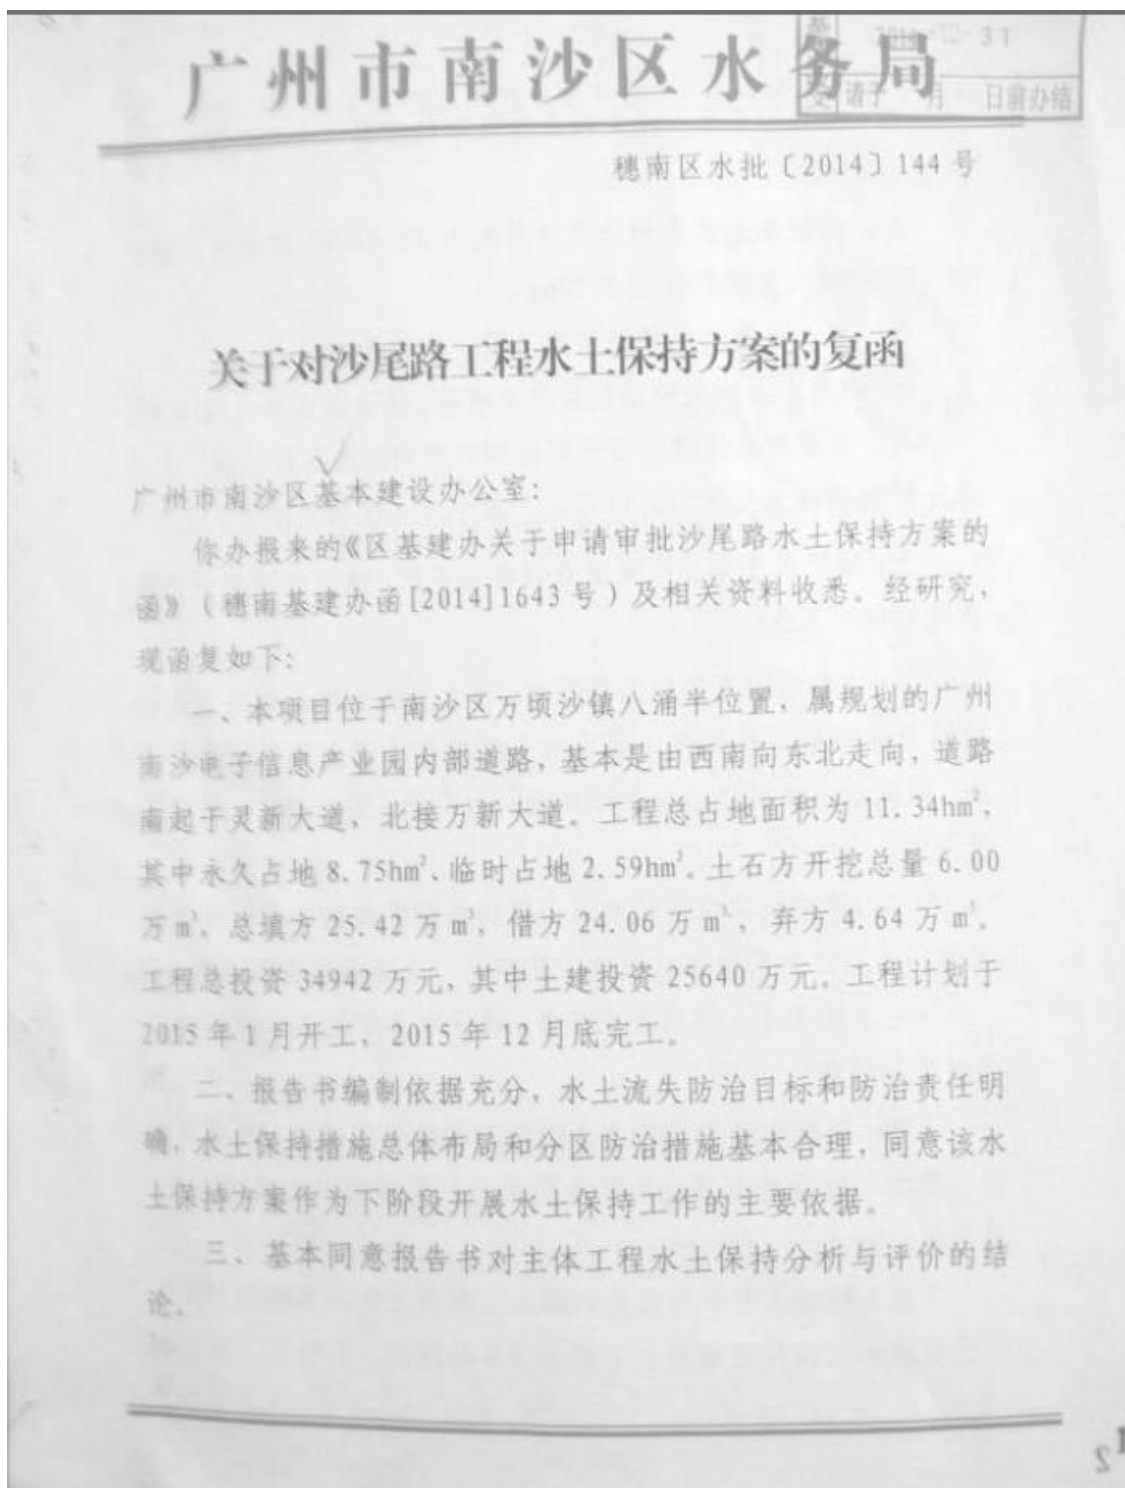 广州市南沙区水务局
2014-12-31
请于 月 日前办结
穗南区水批〔2014〕144号
关于对沙尾路工程水土保持方案的复函
广州市南沙区基本建设办公室：
你办报来的《区基建办关于申请审批沙尾路水土保持方案的
函》（穗南基建办函[2014]1643号）及相关资料收悉。经研究，
现函复如下：
一、本项目位于南沙区万顷沙镇八涌半位置，属规划的广州
南沙电子信息产业园内部道路，基本是由西南向东北走向，道路
南起于灵新大道，北接万新大道。工程总占地面积为11.34hm²，
其中永久占地8.75hm²、临时占地2.59hm²。土石方开挖总量6.00
万m³，总填方25.42万m³，借方24.06万m³，弃方4.64万m³。
工程总投资34942万元，其中土建投资25640万元。工程计划于
2015年1月开工，2015年12月底完工。
二、报告书编制依据充分，水土流失防治目标和防治责任明
确，水土保持措施总体布局和分区防治措施基本合理，同意该水
土保持方案作为下阶段开展水土保持工作的主要依据。
三、基本同意报告书对主体工程水土保持分析与评价的结
论。